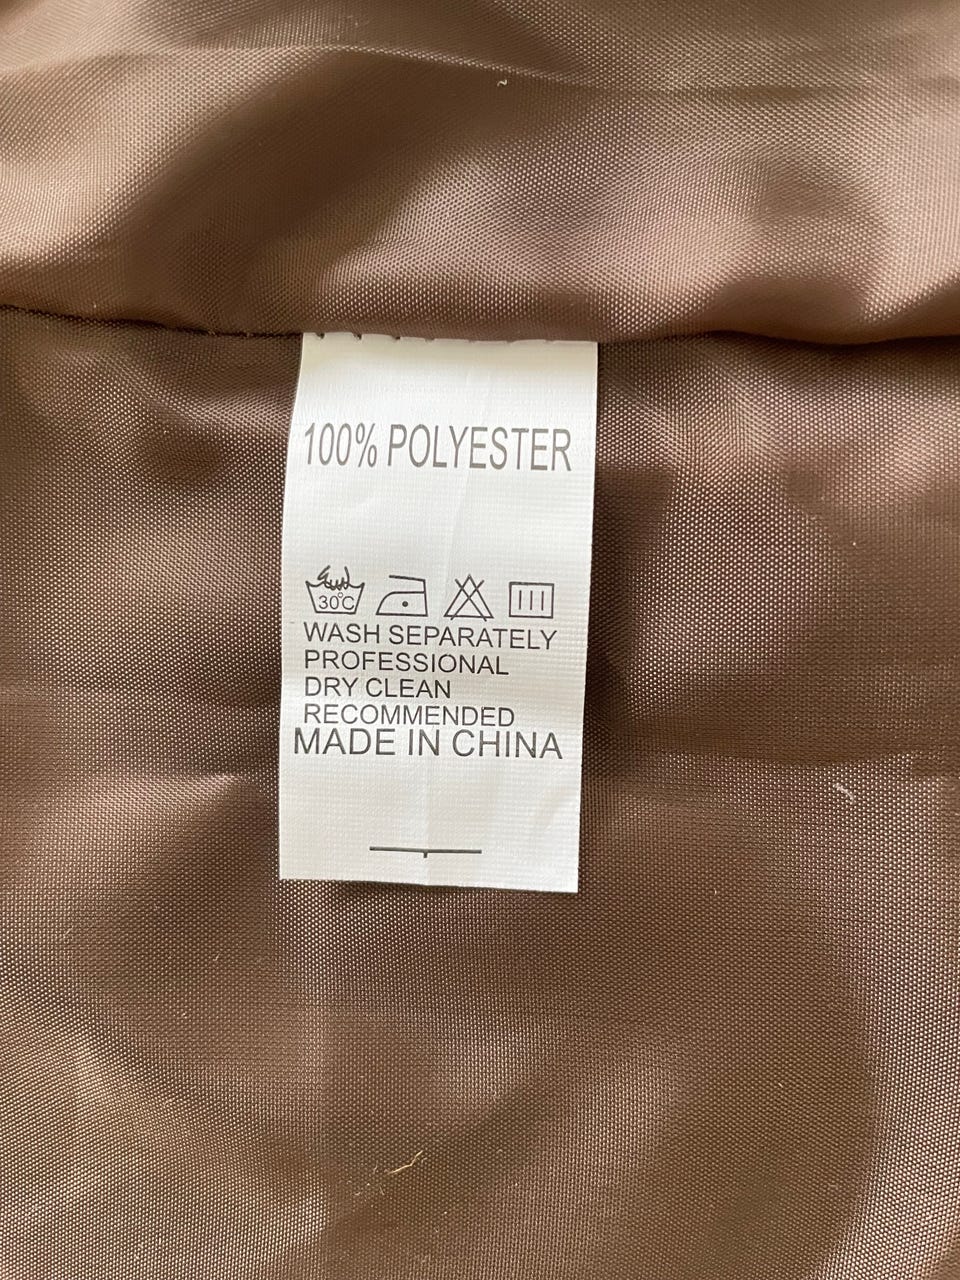 100% POLYESTER
30°C
WASH SEPARATELY
PROFESSIONAL
DRY CLEAN
RECOMMENDED
MADE IN CHINA